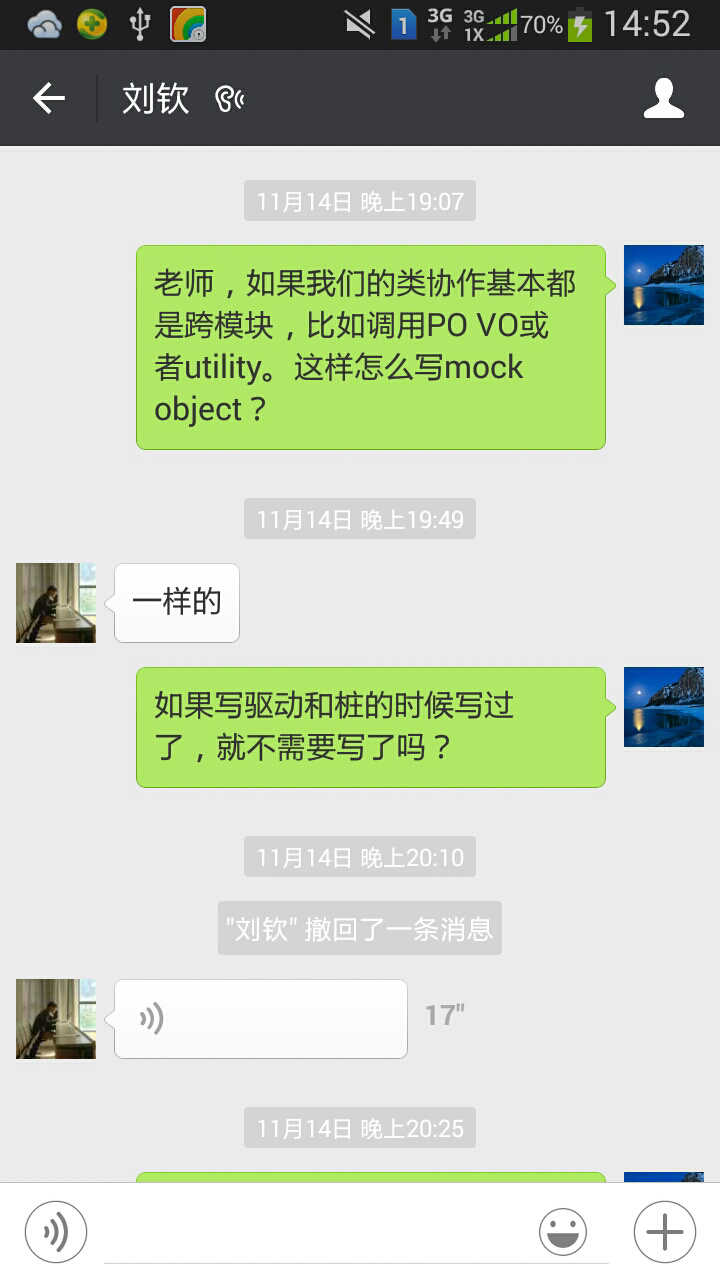 1 3G 3G 1X 70% 14:52
刘钦
11月14日 晚上19:07
老师，如果我们的类协作基本都
是跨模块，比如调用PO VO或
者utility。这样怎么写mock
object？
11月14日 晚上19:49
一样的
如果写驱动和桩的时候写过
了，就不需要写了吗？
11月14日 晚上20:10
"刘钦" 撤回了一条消息
17"
11月14日 晚上20:25